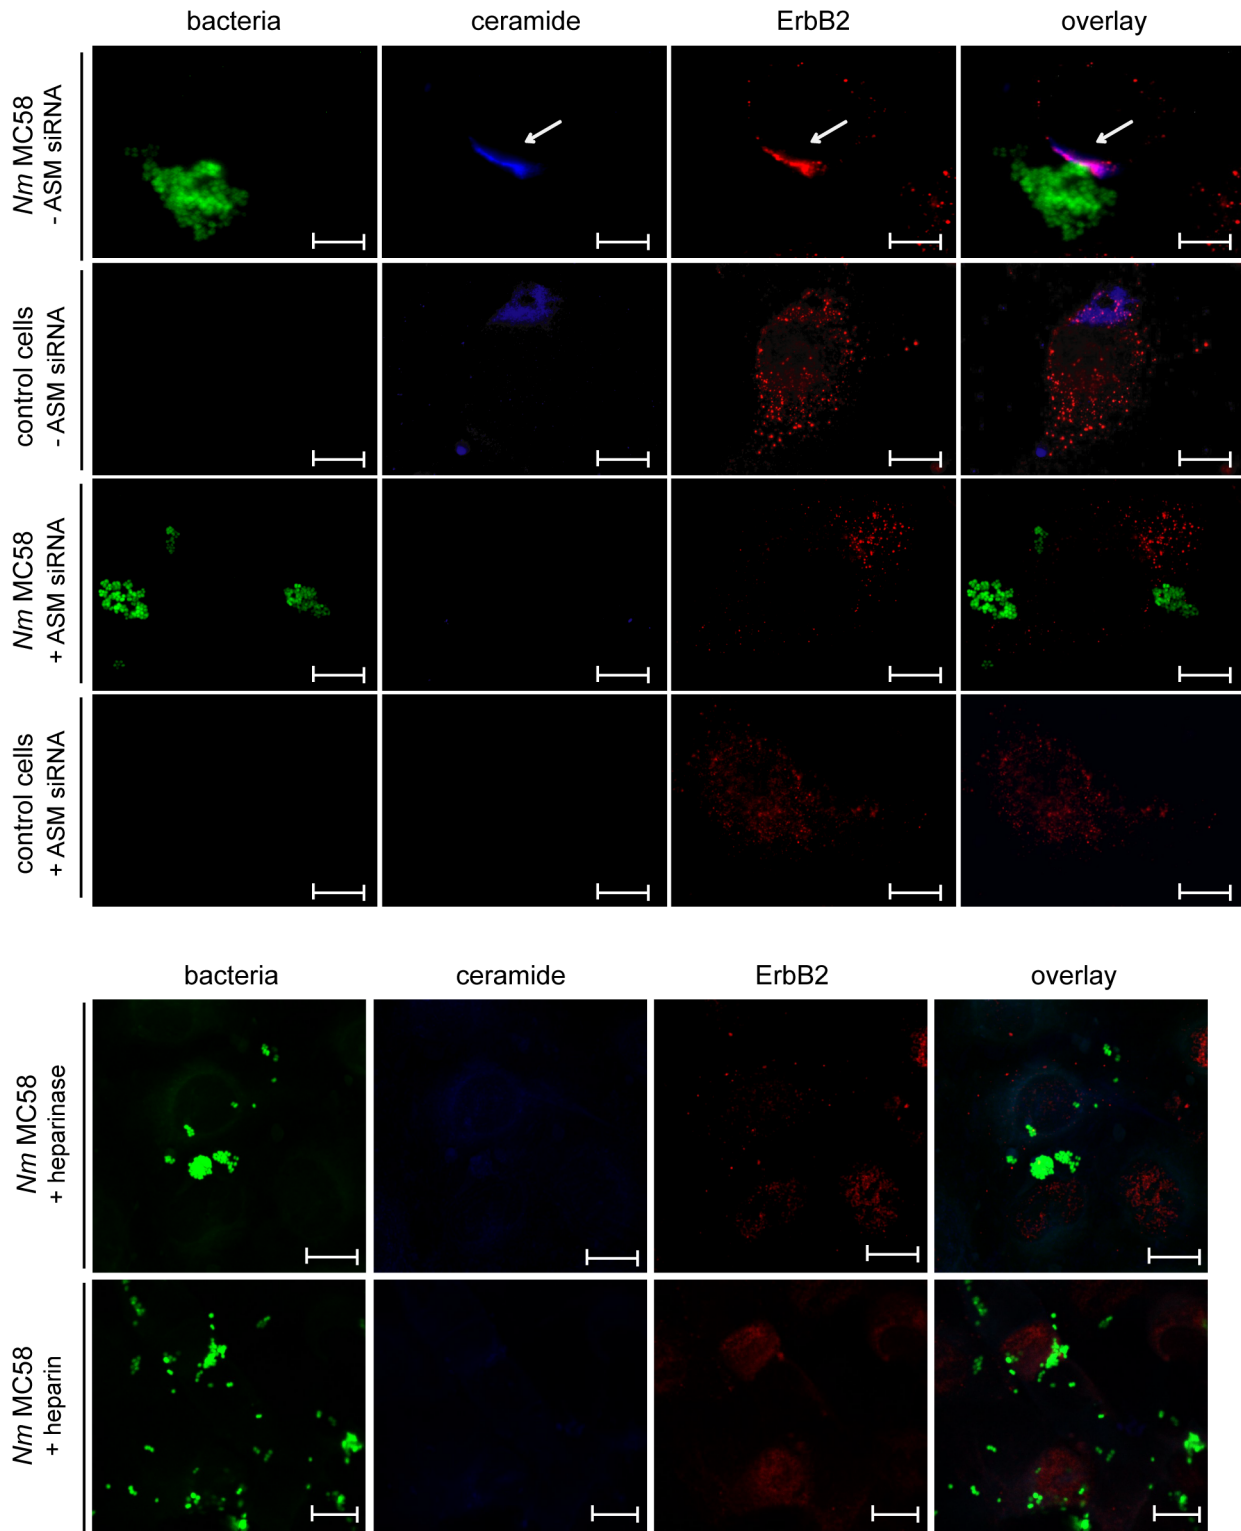 bacteria ceramide ErbB2 overlay
Nm MC58
- ASM siRNA
control cells
- ASM siRNA
Nm MC58
+ ASM siRNA
control cells
+ ASM siRNA
bacteria ceramide ErbB2 overlay
Nm MC58
+ heparinase
Nm MC58
+ heparin